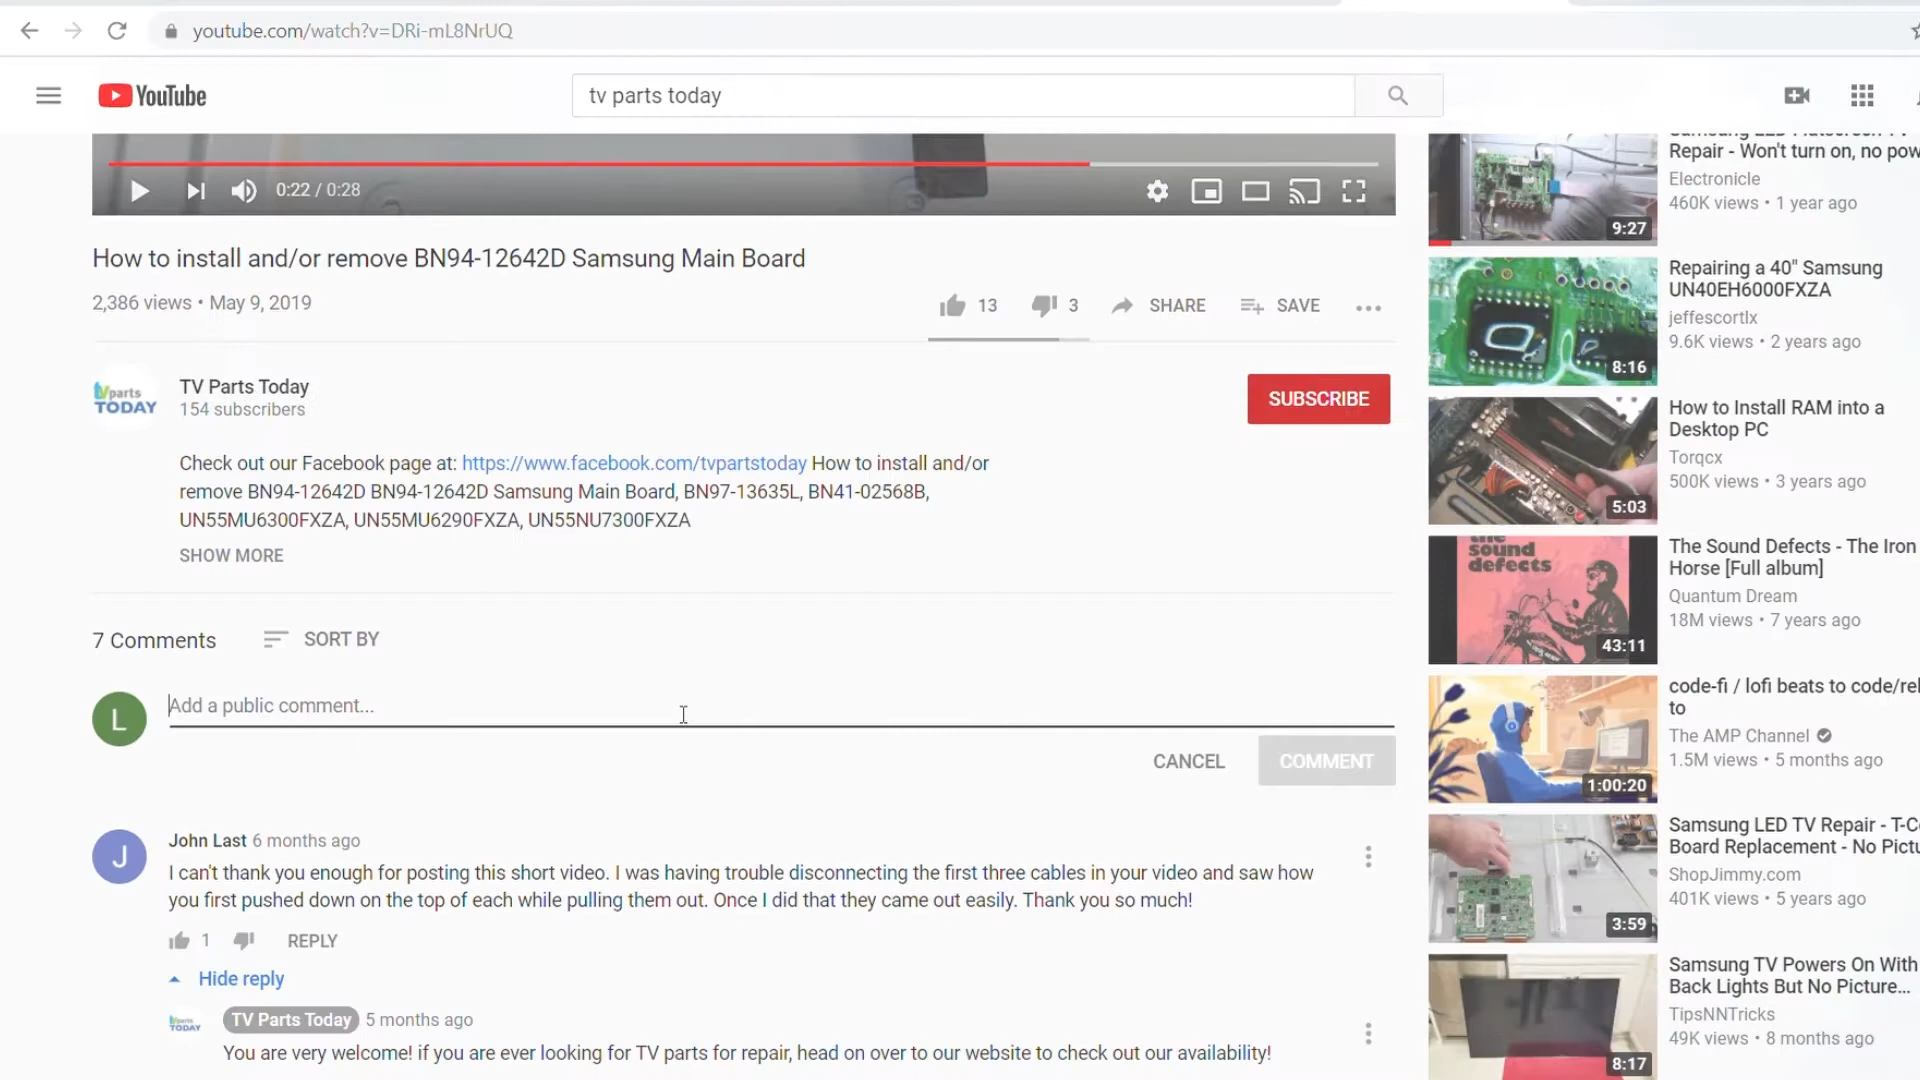 youtube.com/watch?v=DRi-mL8NrUQ
YouTube
tv parts today
0:22 / 0:28
How to install and/or remove BN94-12642D Samsung Main Board
2,386 views • May 9, 2019
13
3
SHARE
SAVE
TV parts TODAY
TV Parts Today
154 subscribers
SUBSCRIBE
Check out our Facebook page at: https://www.facebook.com/tvpartstoday How to install and/or
remove BN94-12642D BN94-12642D Samsung Main Board, BN97-13635L, BN41-02568B,
UN55MU6300FXZA, UN55MU6290FXZA, UN55NU7300FXZA
SHOW MORE
7 Comments
SORT BY
L
Add a public comment...
CANCEL
COMMENT
J
John Last 6 months ago
I can't thank you enough for posting this short video. I was having trouble disconnecting the first three cables in your video and saw how
you first pushed down on the top of each while pulling them out. Once I did that they came out easily. Thank you so much!
1
REPLY
Hide reply
TV Parts Today 5 months ago
You are very welcome! if you are ever looking for TV parts for repair, head on over to our website to check out our availability!
Repair - Won't turn on, no pow
Electronicle
460K views • 1 year ago
9:27
Repairing a 40" Samsung
UN40EH6000FXZA
jeffescortlx
9.6K views • 2 years ago
8:16
How to Install RAM into a
Desktop PC
Torqcx
500K views • 3 years ago
5:03
the sound
defects
The Sound Defects - The Iron
Horse [Full album]
Quantum Dream
18M views • 7 years ago
43:11
code-fi / lofi beats to code/rel
to
The AMP Channel
1.5M views • 5 months ago
1:00:20
Samsung LED TV Repair - T-C
Board Replacement - No Pictu
ShopJimmy.com
401K views • 5 years ago
3:59
Samsung TV Powers On With
Back Lights But No Picture...
TipsNNTricks
49K views • 8 months ago
8:17